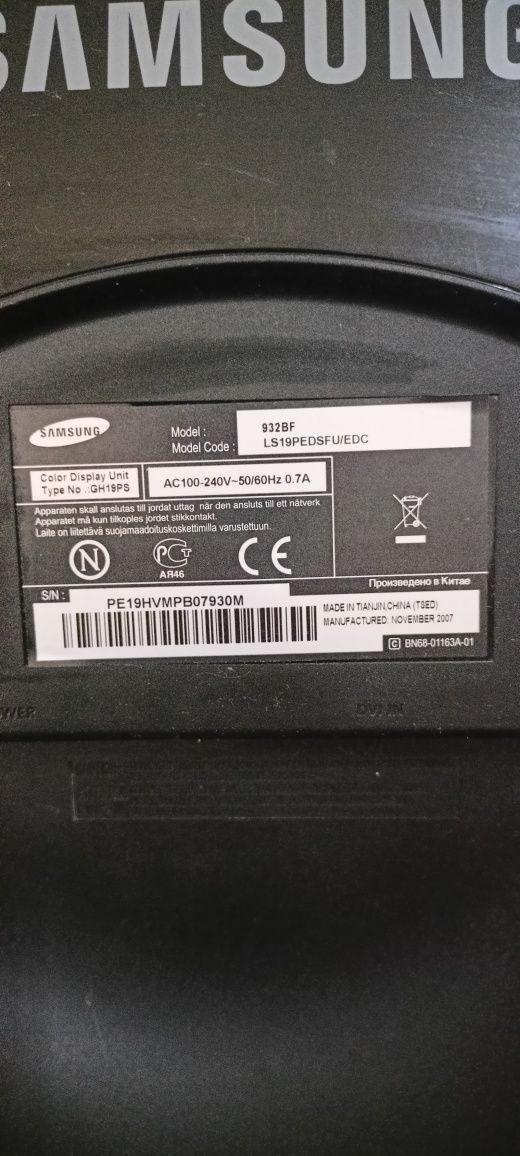 SAMSUNG
SAMSUNG
Model :
932BF
Model Code :
LS19PEDSFU/EDC
Color Display Unit
Type No .:GH19PS
AC100-240V~50/60Hz 0.7A
Apparaten skall anslutas till jordat uttag när den ansluts till ett nätverk
Apparatet må kun tilkoples jordet stikkontakt.
Laite on liitettävä suojamaadoituskoskettimilla varustettuun.
N
РСТ
АЯ46
CE
Произведено в Китае
S/N :
PE19HVMPB07930M
MADE IN TIANJIN,CHINA (TSED)
MANUFACTURED: NOVEMBER 2007
C BN68-01163A-01
WER
DVI IN